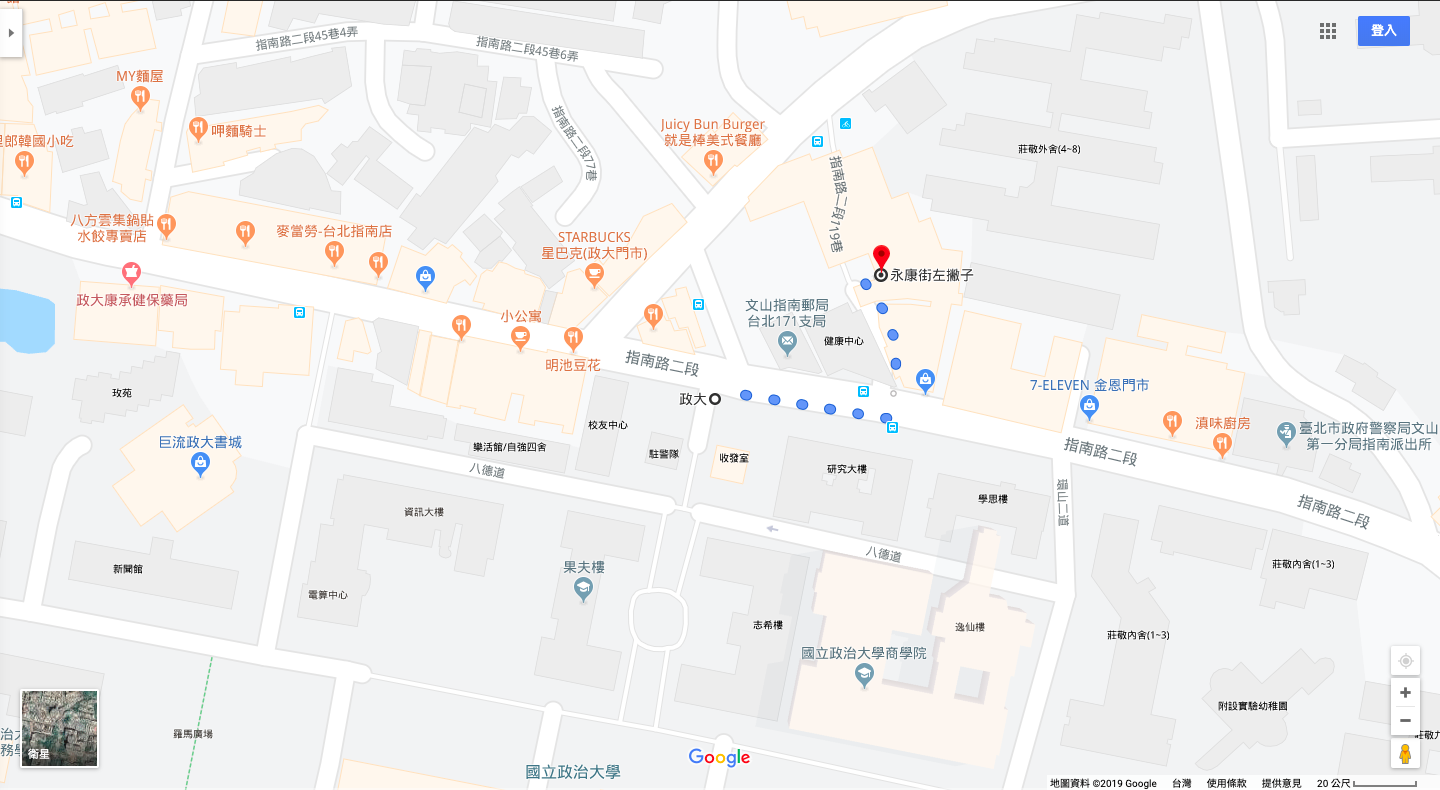 登入
指南路二段45巷4弄
指南路二段45巷6弄
MY麵屋
呷麵騎士
郎韓國小吃
指南路二段77巷
Juicy Bun Burger
就是棒美式餐廳
莊敬外舍(4~8)
指南路二段119巷
八方雲集鍋貼
水餃專賣店
麥當勞-台北指南店
STARBUCKS
星巴克(政大門市)
政大康承健保藥局
永康街左撇子
文山指南郵局
台北171支局
健康中心
小公寓
明池豆花
指南路二段
政大
7-ELEVEN 金恩門市
玫苑
校友中心
巨流政大書城
樂活館/自強四舍
駐警隊
收發室
研究大樓
指南路二段
滇味廚房
臺北市政府警察局文山
第一分局指南派出所
八德道
學思樓
環山二道
指南路二段
資訊大樓
八德道
新聞館
果夫樓
電算中心
莊敬內舍(1~3)
志希樓
逸仙樓
莊敬內舍(1~3)
國立政治大學商學院
附設實驗幼稚園
羅馬廣場
衛星
莊敬九
Google
國立政治大學
地圖資料 ©2019 Google
台灣
使用條款
提供意見
20 公尺